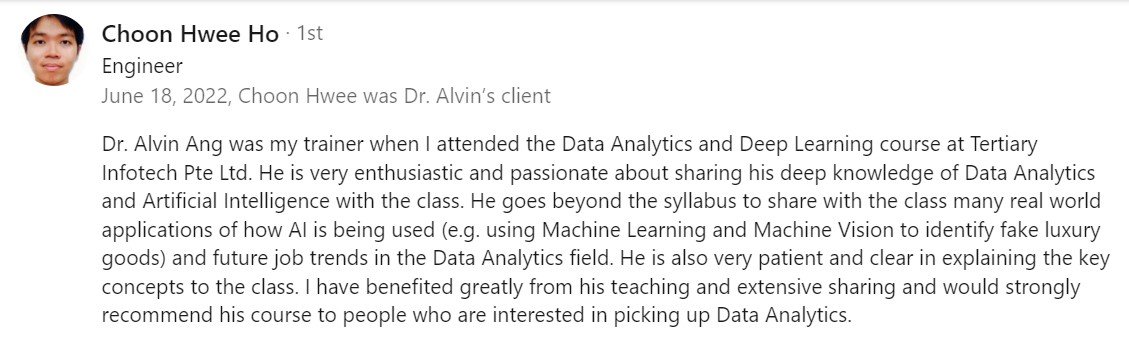 Choon Hwee Ho · 1st
Engineer
June 18, 2022, Choon Hwee was Dr. Alvin’s client
Dr. Alvin Ang was my trainer when I attended the Data Analytics and Deep Learning course at Tertiary
Infotech Pte Ltd. He is very enthusiastic and passionate about sharing his deep knowledge of Data Analytics
and Artificial Intelligence with the class. He goes beyond the syllabus to share with the class many real world
applications of how AI is being used (e.g. using Machine Learning and Machine Vision to identify fake luxury
goods) and future job trends in the Data Analytics field. He is also very patient and clear in explaining the key
concepts to the class. I have benefited greatly from his teaching and extensive sharing and would strongly
recommend his course to people who are interested in picking up Data Analytics.